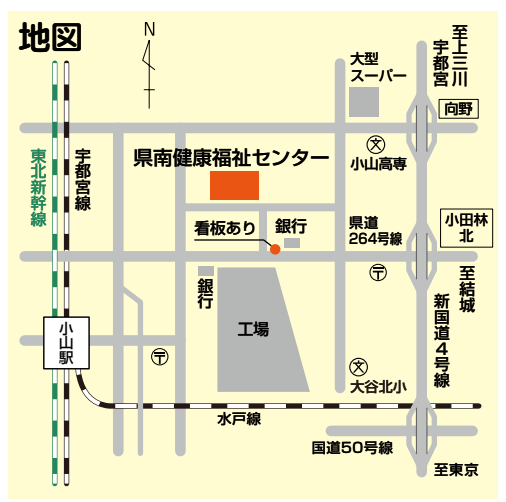 地図
N
至上三川
宇都宮
大型
スーパー
向野
小山高専
県南健康福祉センター
東北新幹線
宇都宮線
看板あり
銀行
県道
264号線
小田林
北
〒
至結城
銀行
新国道4号線
工場
小山駅
〒
文
文
大谷北小
水戸線
国道50号線
至東京